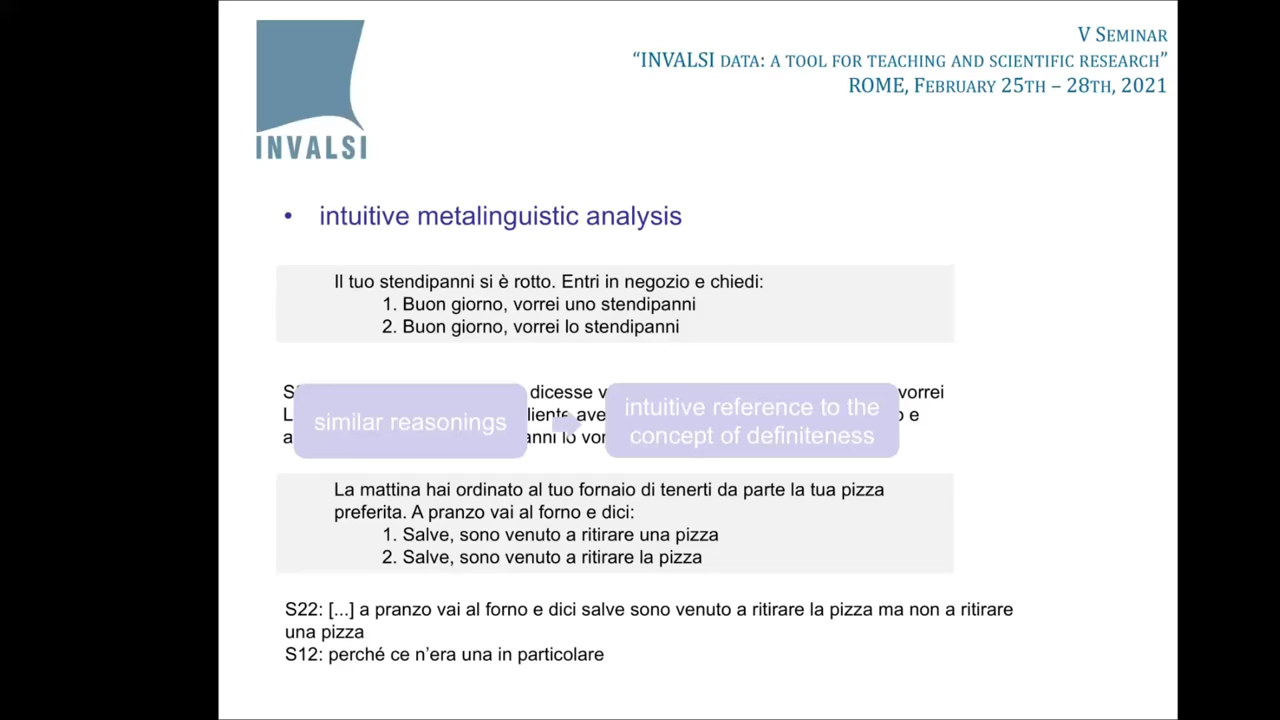 V SEMINAR
“INVALSI DATA: A TOOL FOR TEACHING AND SCIENTIFIC RESEARCH”
ROME, FEBRUARY 25TH – 28TH, 2021
INVALSI
• intuitive metalinguistic analysis
Il tuo stendipanni si è rotto. Entri in negozio e chiedi:
1. Buon giorno, vorrei uno stendipanni
2. Buon giorno, vorrei lo stendipanni
dicesse vorrei
similar reasonings
intuitive reference to the
concept of definiteness
La mattina hai ordinato al tuo fornaio di tenerti da parte la tua pizza
preferita. A pranzo vai al forno e dici:
1. Salve, sono venuto a ritirare una pizza
2. Salve, sono venuto a ritirare la pizza
S22: [...] a pranzo vai al forno e dici salve sono venuto a ritirare la pizza ma non a ritirare
una pizza
S12: perché ce n’era una in particolare